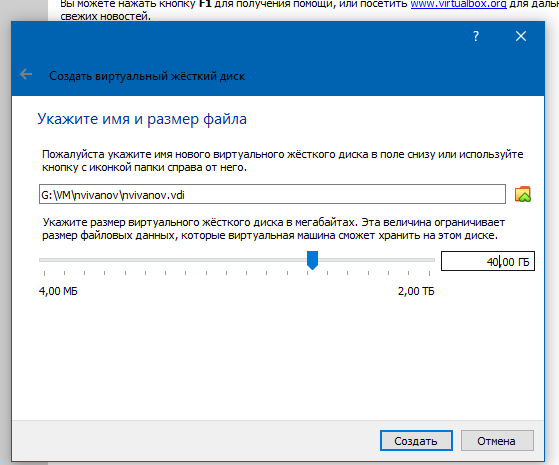 Вы можете нажать кнопку F1 для получения помощи, или посетить www.virtualbox.org для
свежих новостей.
?
Создать виртуальный жёсткий диск
Укажите имя и размер файла
Пожалуйста укажите имя нового виртуального жёсткого диска в поле снизу или используйте
кнопку с иконкой папки справа от него.
G:\VM\nvivanov\nvivanov.vdi
Укажите размер виртуального жёсткого диска в мегабайтах. Эта величина ограничивает
размер файловых данных, которые виртуальная машина сможет хранить на этом диске.
40,00 ГБ
4,00 МБ 2,00 ТБ
Создать Отмена